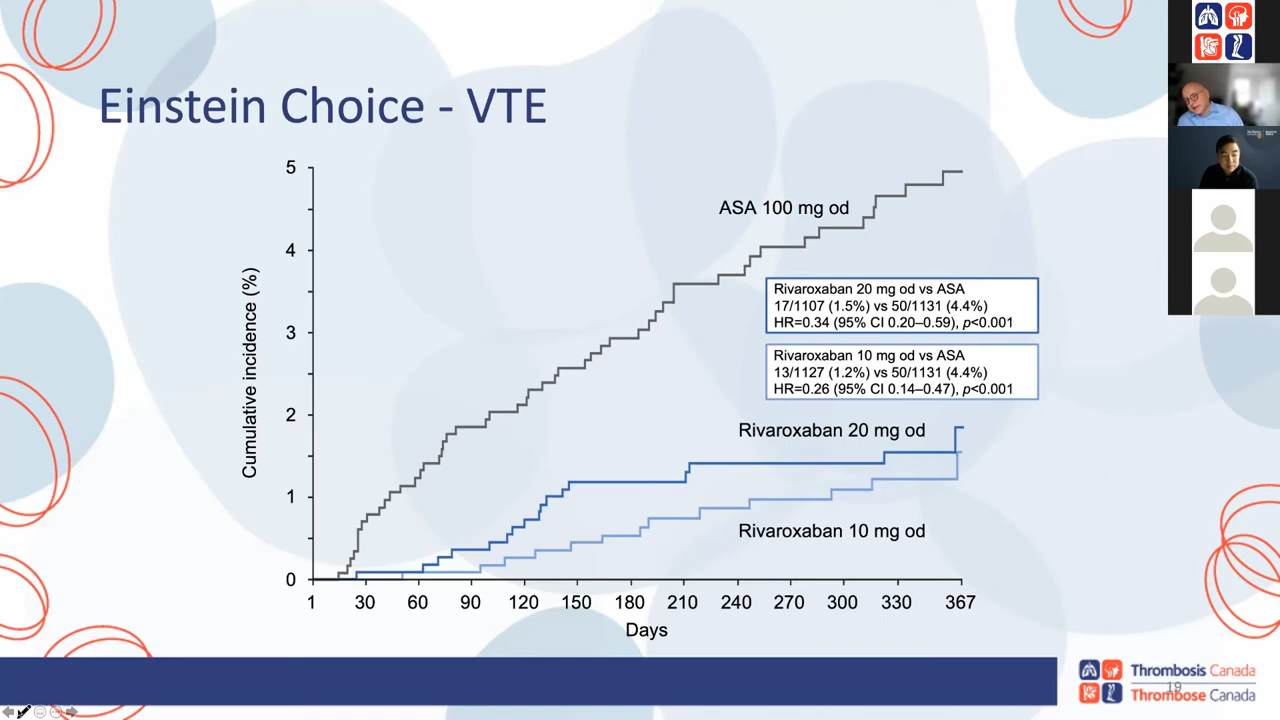 Einstein Choice - VTE
5
4
3
2
1
0
Cumulative incidence (%)
ASA 100 mg od
Rivaroxaban 20 mg od vs ASA
17/1107 (1.5%) vs 50/1131 (4.4%)
HR=0.34 (95% CI 0.20–0.59), p<0.001
Rivaroxaban 10 mg od vs ASA
13/1127 (1.2%) vs 50/1131 (4.4%)
HR=0.26 (95% CI 0.14–0.47), p<0.001
Rivaroxaban 20 mg od
Rivaroxaban 10 mg od
1 30 60 90 120 150 180 210 240 270 300 330 367
Days
Thrombosis Canada
19
Thrombose Canada